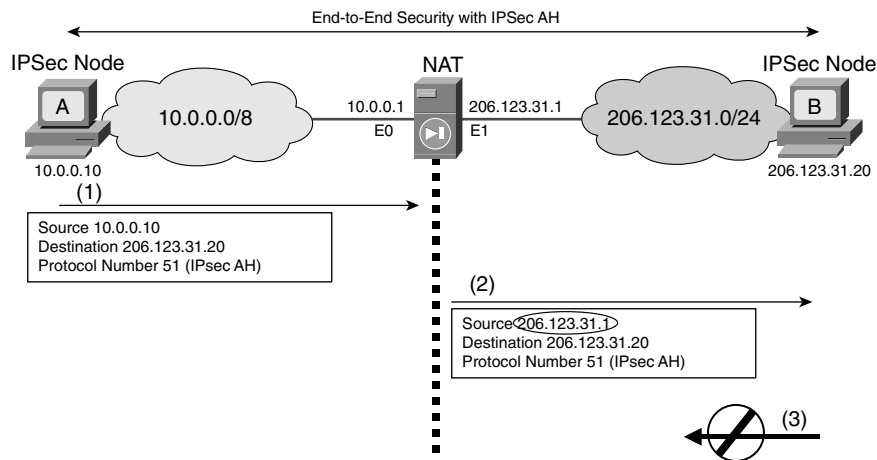 End-to-End Security with IPSec AH
IPSec Node
NAT
IPSec Node
A
10.0.0.0/8
10.0.0.1
206.123.31.1
206.123.31.0/24
B
E0
E1
10.0.0.10
206.123.31.20
(1)
Source 10.0.0.10
Destination 206.123.31.20
Protocol Number 51 (IPsec AH)
(2)
Source 206.123.31.1
Destination 206.123.31.20
Protocol Number 51 (IPsec AH)
(3)